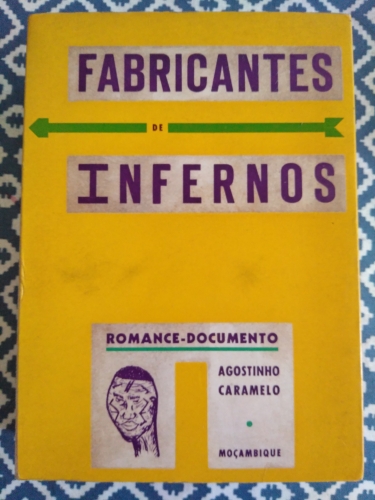 FABRICANTES
DE
INFERNOS
ROMANCE-DOCUMENTO
AGOSTINHO
CARAMELO
MOÇAMBIQUE